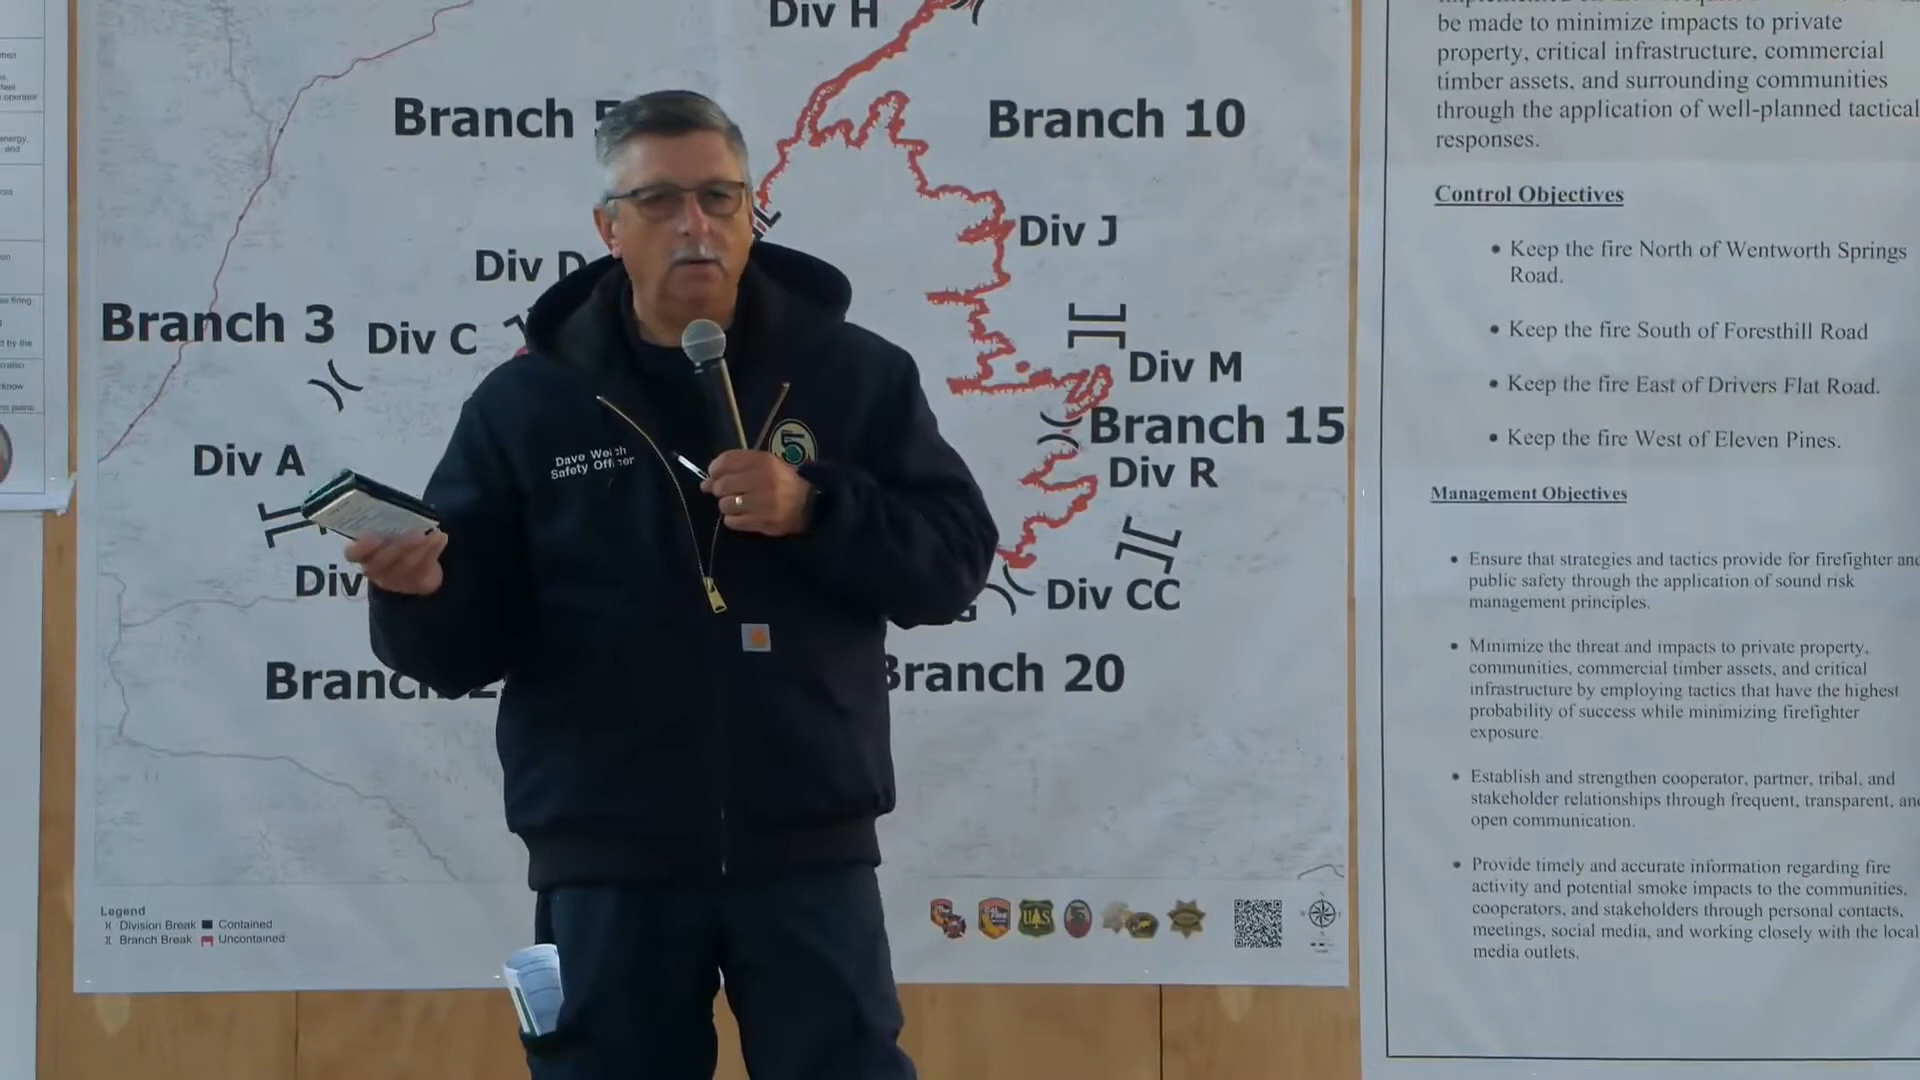 Div H
Branch 5
Branch 10
Div J
Div D
Branch 3
Div C
Div M
Branch 15
Div A
Div R
Div
Div CC
Branch 20
Dave
Safety Officer
5
Legend
Division Break
Contained
Branch Break
Uncontained
UAS
be made to minimize impacts to private
property, critical infrastructure, commercial
timber assets, and surrounding communities
through the application of well-planned tactical
responses.
Control Objectives
• Keep the fire North of Wentworth Springs
Road.
• Keep the fire South of Foresthill Road
• Keep the fire East of Drivers Flat Road.
• Keep the fire West of Eleven Pines.
Management Objectives
• Ensure that strategies and tactics provide for firefighter and
public safety through the application of sound risk
management principles.
• Minimize the threat and impacts to private property,
communities, commercial timber assets, and critical
infrastructure by employing tactics that have the highest
probability of success while minimizing firefighter
exposure.
• Establish and strengthen cooperator, partner, tribal, and
stakeholder relationships through frequent, transparent, and
open communication.
• Provide timely and accurate information regarding fire
activity and potential smoke impacts to the communities,
cooperators, and stakeholders through personal contacts,
meetings, social media, and working closely with the local
media outlets.